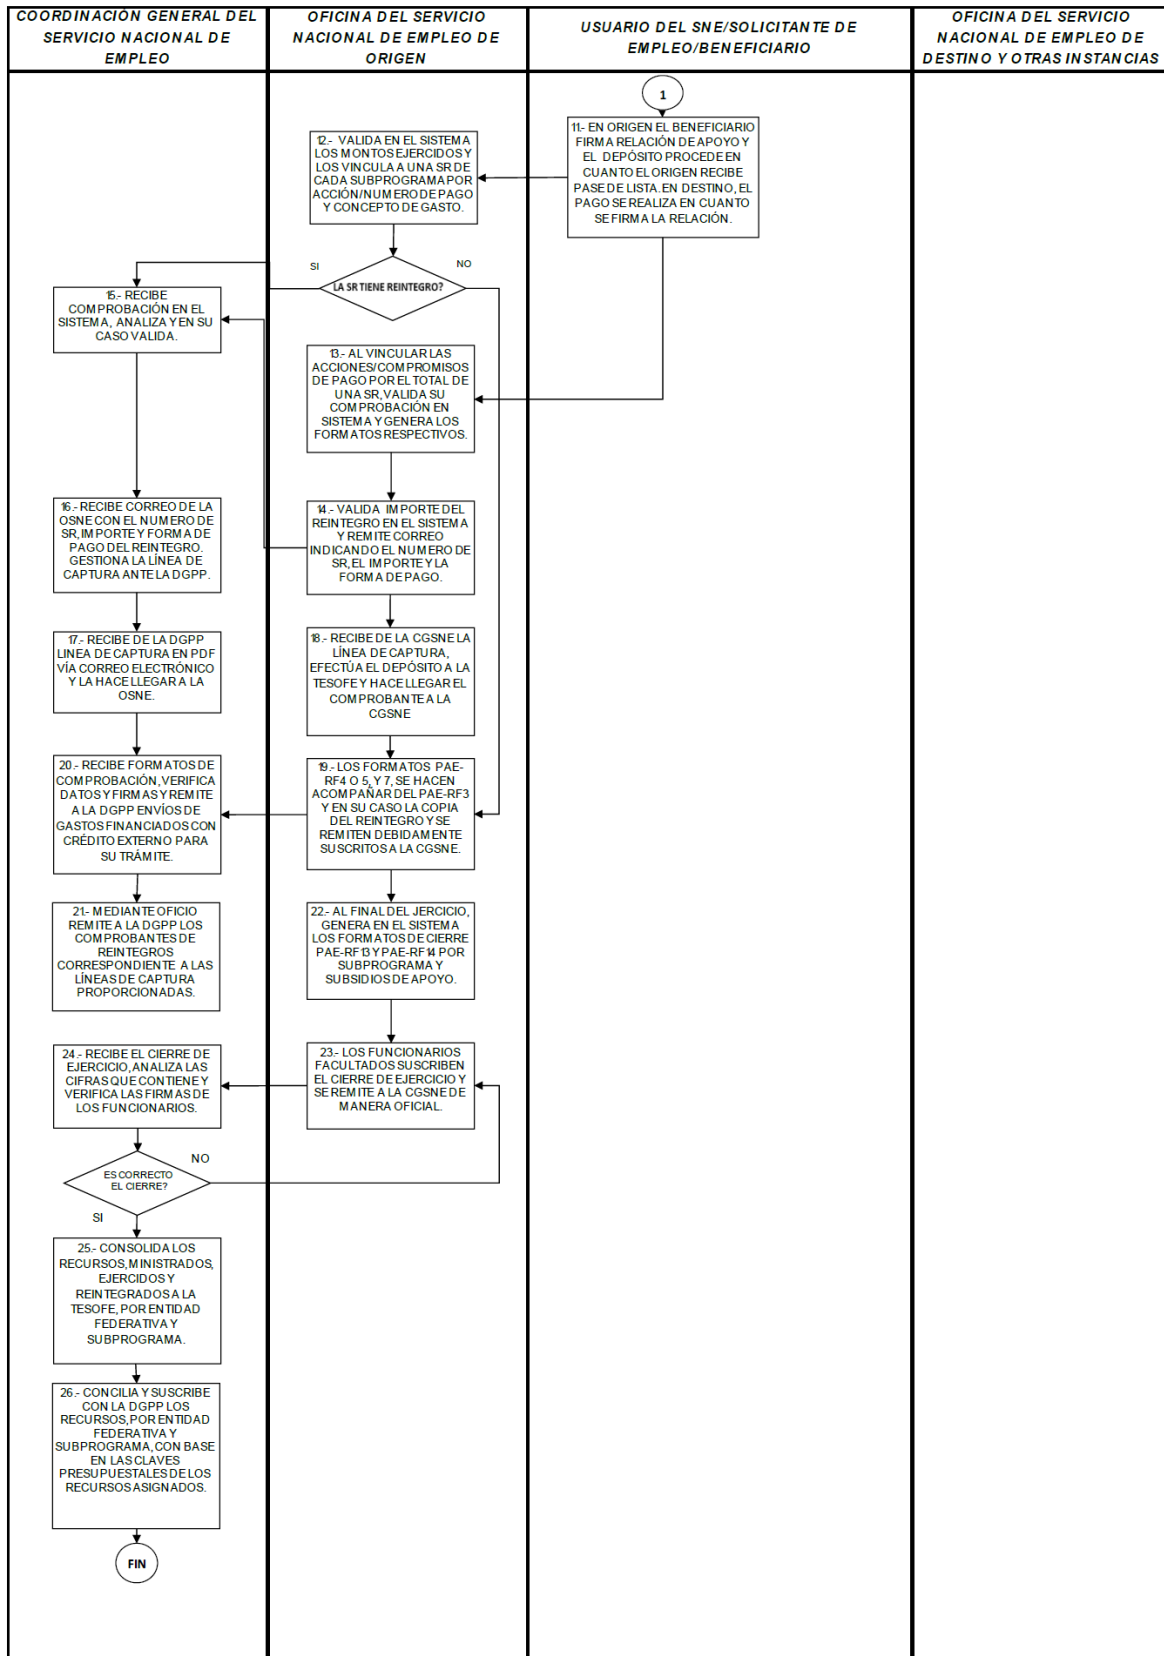 COORDINACIÓN GENERAL DEL
SERVICIO NACIONAL DE
EMPLEO
OFICINA DEL SERVICIO
NACIONAL DE EMPLEO DE
ORIGEN
USUARIO DEL SNE/SOLICITANTE DE
EMPLEO/BENEFICIARIO
OFICINA DEL SERVICIO
NACIONAL DE EMPLEO DE
DESTINO Y OTRAS INSTANCIAS
1
11.- EN ORIGEN EL BENEFICIARIO
FIRMA RELACIÓN DE APOYO Y
EL DEPÓSITO PROCEDE EN
CUANTO EL ORIGEN RECIBE
PASE DE LISTA. EN DESTINO, EL
PAGO SE REALIZA EN CUANTO
SE FIRMA LA RELACIÓN.
12.- VALIDA EN EL SISTEMA
LOS MONTOS EJERCIDOS Y
LOS VINCULA A UNA SR DE
CADA SUBPROGRAMA POR
ACCIÓN/NUMERO DE PAGO
Y CONCEPTO DE GASTO.
SI
NO
LA SR TIENE REINTEGRO?
15.- RECIBE
COMPROBACIÓN EN EL
SISTEMA, ANALIZA Y EN SU
CASO VALIDA.
13.- AL VINCULAR LAS
ACCIONES/COMPROMISOS
DE PAGO POR EL TOTAL DE
UNA SR, VALIDA SU
COMPROBACIÓN EN
SISTEMA Y GENERA LOS
FORMATOS RESPECTIVOS.
16.- RECIBE CORREO DE LA
OSNE CON EL NUMERO DE
SR, IMPORTE Y FORMA DE
PAGO DEL REINTEGRO.
GESTIONA LA LÍNEA DE
CAPTURA ANTE LA DGPP.
14.- VALIDA IMPORTE DEL
REINTEGRO EN EL SISTEMA
Y REMITE CORREO
INDICANDO EL NUMERO DE
SR, EL IMPORTE Y LA
FORMA DE PAGO.
17.- RECIBE DE LA DGPP
LINEA DE CAPTURA EN PDF
VÍA CORREO ELECTRÓNICO
Y LA HACE LLEGAR A LA
OSNE.
18.- RECIBE DE LA CGSNE LA
LÍNEA DE CAPTURA,
EFECTÚA EL DEPÓSITO A LA
TESOFE Y HACE LLEGAR EL
COMPROBANTE A LA
CGSNE
20.- RECIBE FORMATOS DE
COMPROBACIÓN, VERIFICA
DATOS Y FIRMAS Y REMITE
A LA DGPP ENVÍOS DE
GASTOS FINANCIADOS CON
CRÉDITO EXTERNO PARA
SU TRÁMITE.
19.- LOS FORMATOS PAE-
RF4 O 5, Y 7, SE HACEN
ACOMPAÑAR DEL PAE-RF3
Y EN SU CASO LA COPIA
DEL REINTEGRO Y SE
REMITEN DEBIDAMENTE
SUSCRITOS A LA CGSNE.
21.- MEDIANTE OFICIO
REMITE A LA DGPP LOS
COMPROBANTES DE
REINTEGROS
CORRESPONDIENTE A LAS
LÍNEAS DE CAPTURA
PROPORCIONADAS.
22.- AL FINAL DEL JERCICIO,
GENERA EN EL SISTEMA
LOS FORMATOS DE CIERRE
PAE-RF13 Y PAE-RF14 POR
SUBPROGRAMA Y
SUBSIDIOS DE APOYO.
24.- RECIBE EL CIERRE DE
EJERCICIO, ANALIZA LAS
CIFRAS QUE CONTIENE Y
VERIFICA LAS FIRMAS DE
LOS FUNCIONARIOS.
23.- LOS FUNCIONARIOS
FACULTADOS SUSCRIBEN
EL CIERRE DE EJERCICIO Y
SE REMITE A LA CGSNE DE
MANERA OFICIAL.
NO
ES CORRECTO
EL CIERRE?
SI
25.- CONSOLIDA LOS
RECURSOS, MINISTRADOS,
EJERCIDOS Y
REINTEGRADOS A LA
TESOFE, POR ENTIDAD
FEDERATIVA Y
SUBPROGRAMA.
26.- CONCILIA Y SUSCRIBE
CON LA DGPP LOS
RECURSOS, POR ENTIDAD
FEDERATIVA Y
SUBPROGRAMA, CON BASE
EN LAS CLAVES
PRESUPUESTALES DE LOS
RECURSOS ASIGNADOS.
FIN